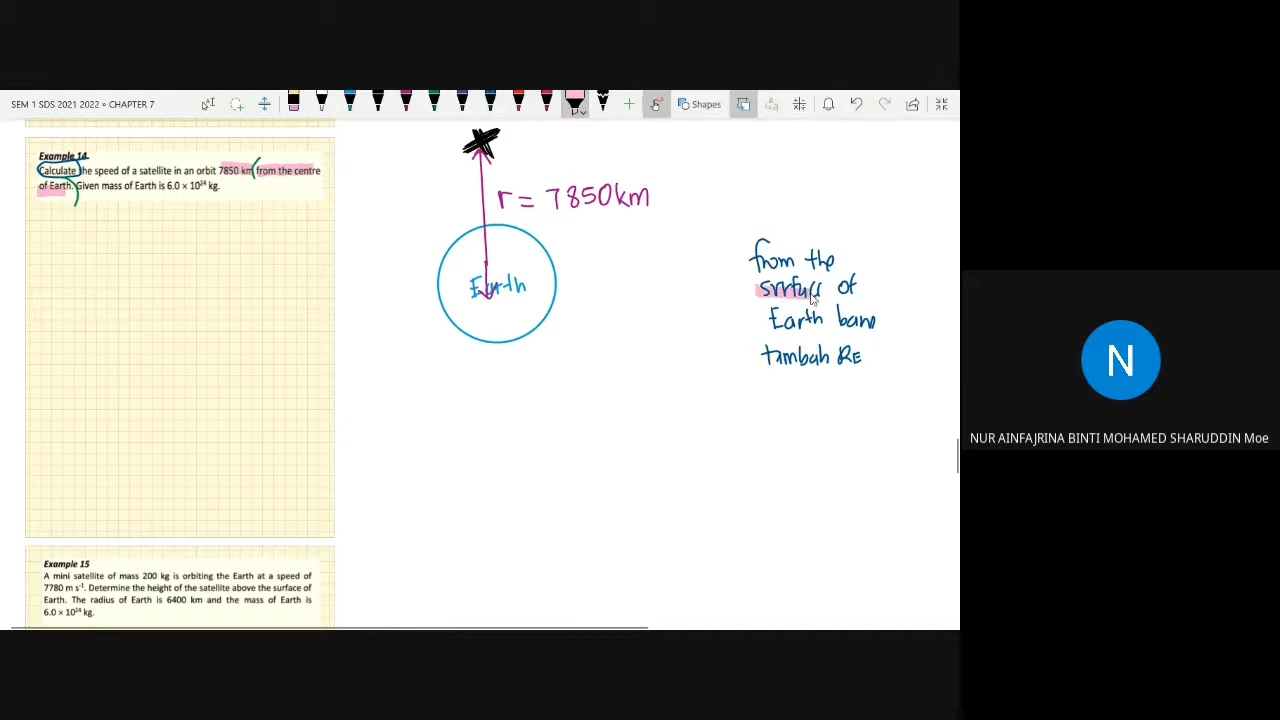 SEM 1 SDS 2021 2022 » CHAPTER 7
Shapes
Example 14
Calculate the speed of a satellite in an orbit 7850 km (from the centre
of Earth). Given mass of Earth is 6.0 × 10²⁴ kg.
r = 7850km
Earth
from the
surface of
Earth baru
tambah RE
Example 15
A mini satellite of mass 200 kg is orbiting the Earth at a speed of
7780 m s⁻¹. Determine the height of the satellite above the surface of
Earth. The radius of Earth is 6400 km and the mass of Earth is
6.0 × 10²⁴ kg.
N
NUR AINFAJRINA BINTI MOHAMED SHARUDDIN Moe